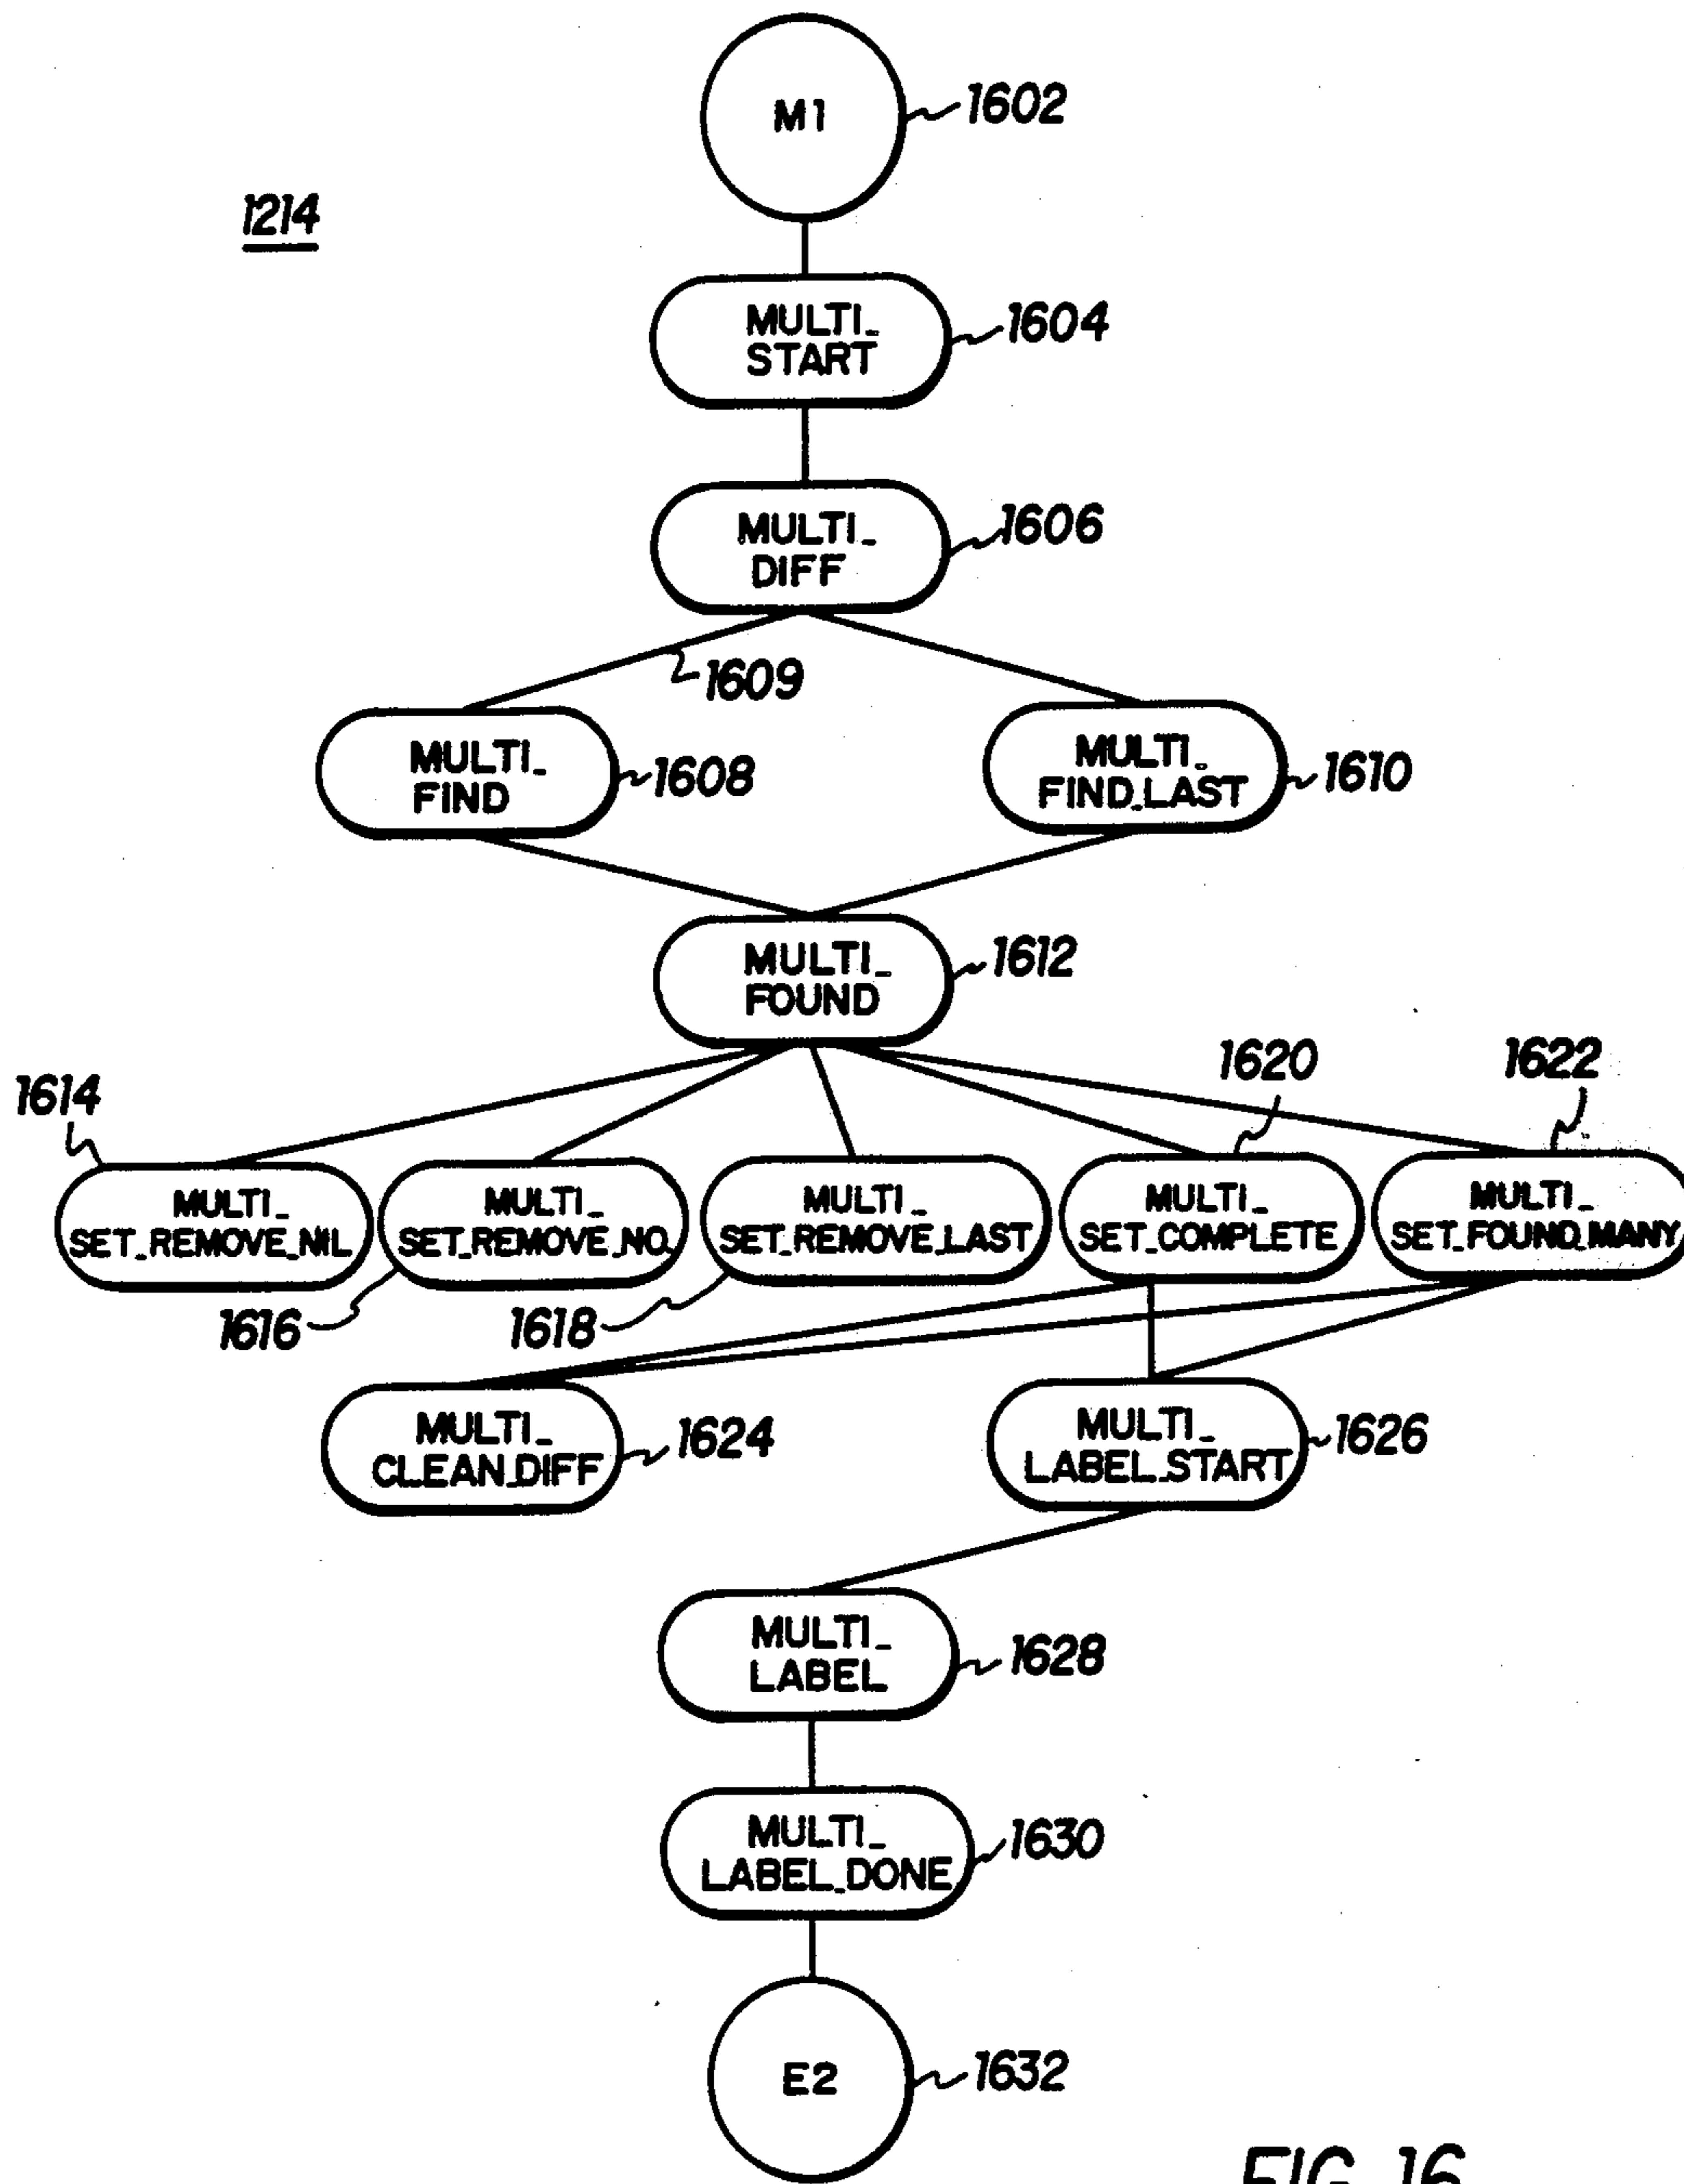 M1
1602
1214
MULTI_
START
1604
MULTI_
DIFF
1606
1609
MULTI_
FIND
1608
MULTI_
FIND_LAST
1610
MULTI_
FOUND
1612
1614
1620
1622
MULTI_
SET_REMOVE_NIL
MULTI_
SET_REMOVE_NO
MULTI_
SET_REMOVE_LAST
MULTI_
SET_COMPLETE
MULTI_
SET_FOUND_MANY
1616
1618
MULTI_
CLEAN_DIFF
1624
MULTI_
LABEL_START
1626
MULTI_
LABEL
1628
MULTI_
LABEL_DONE
1630
E2
1632
FIG. 16